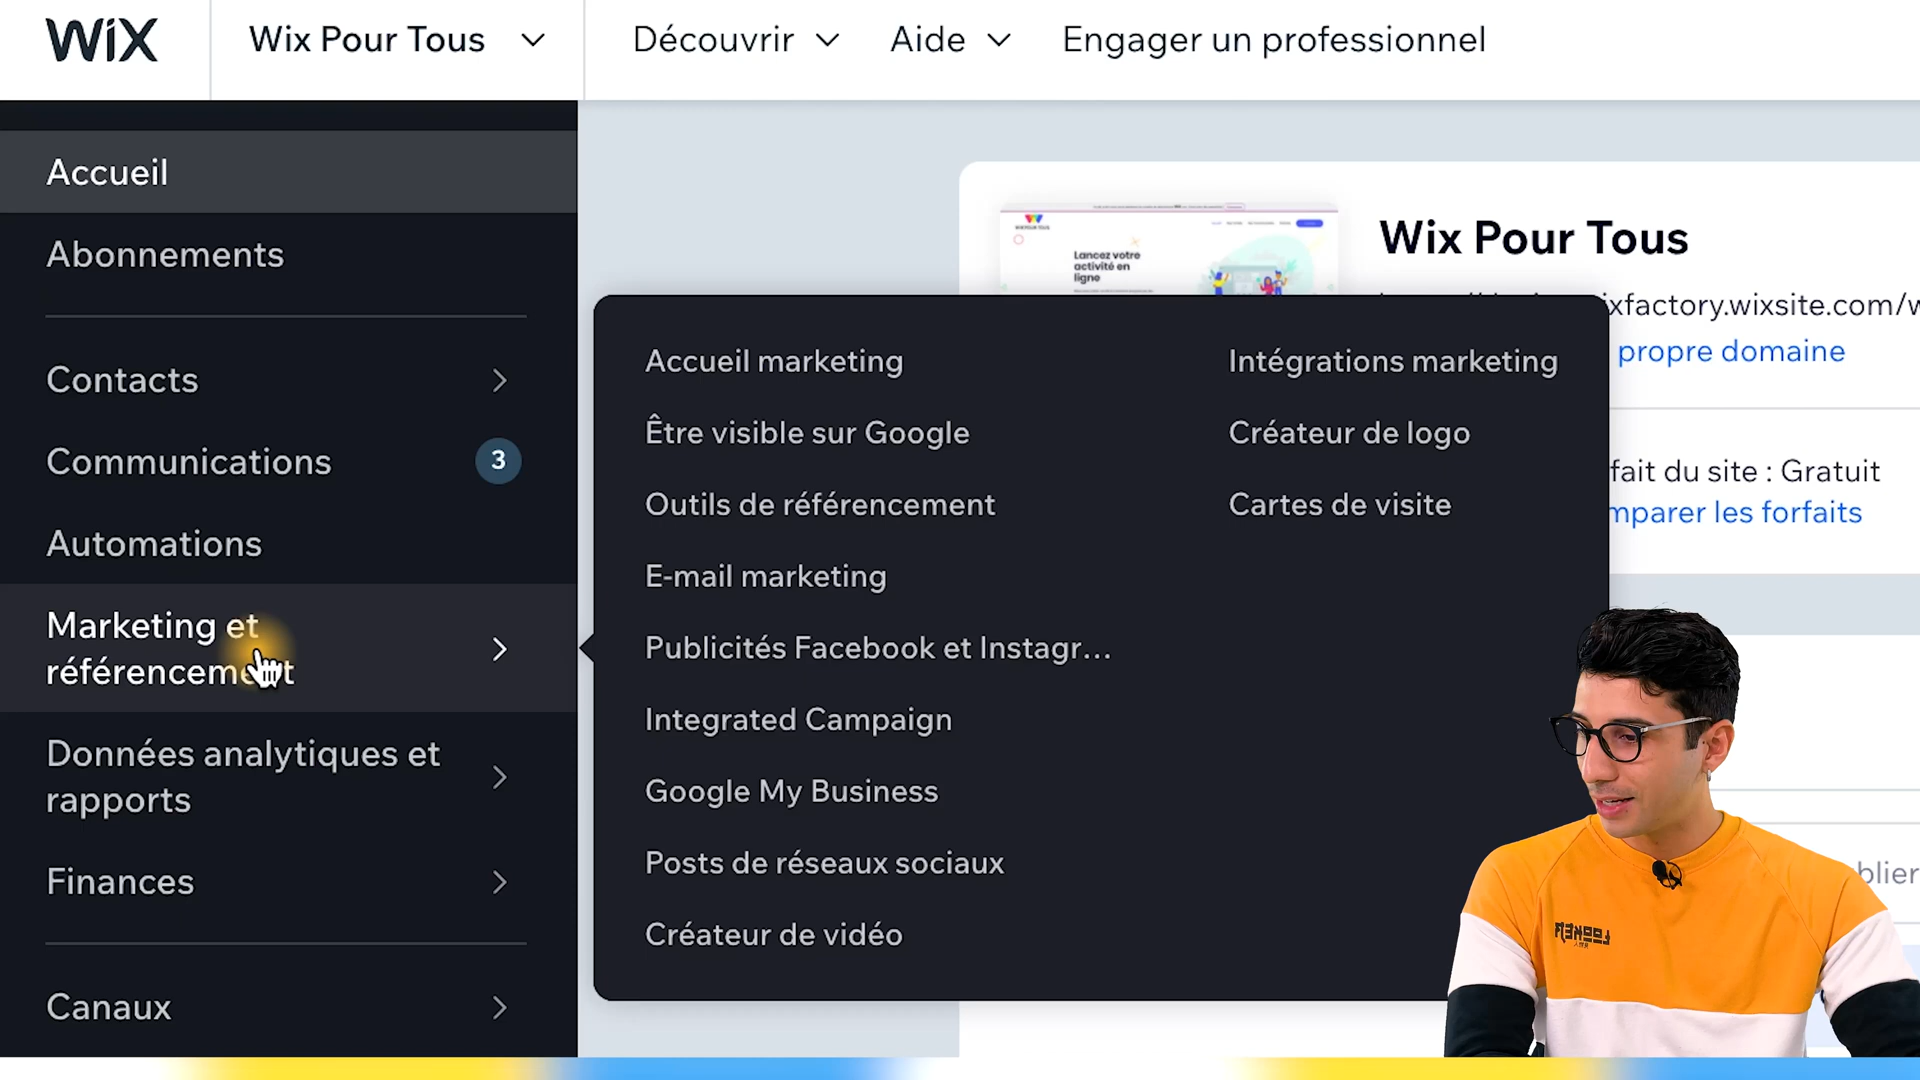 WiX
Wix Pour Tous
Découvrir
Aide
Engager un professionnel
Accueil
Abonnements
Contacts
Communications
3
Automations
Marketing et
référencement
Données analytiques et
rapports
Finances
Canaux
Accueil marketing
Être visible sur Google
Outils de référencement
E-mail marketing
Publicités Facebook et Instagr...
Integrated Campaign
Google My Business
Posts de réseaux sociaux
Créateur de vidéo
Intégrations marketing
Créateur de logo
Cartes de visite
Lancez votre
activité en
ligne
Wix Pour Tous
xfactory.wixsite.com/w
propre domaine
fait du site : Gratuit
mparer les forfaits
blier